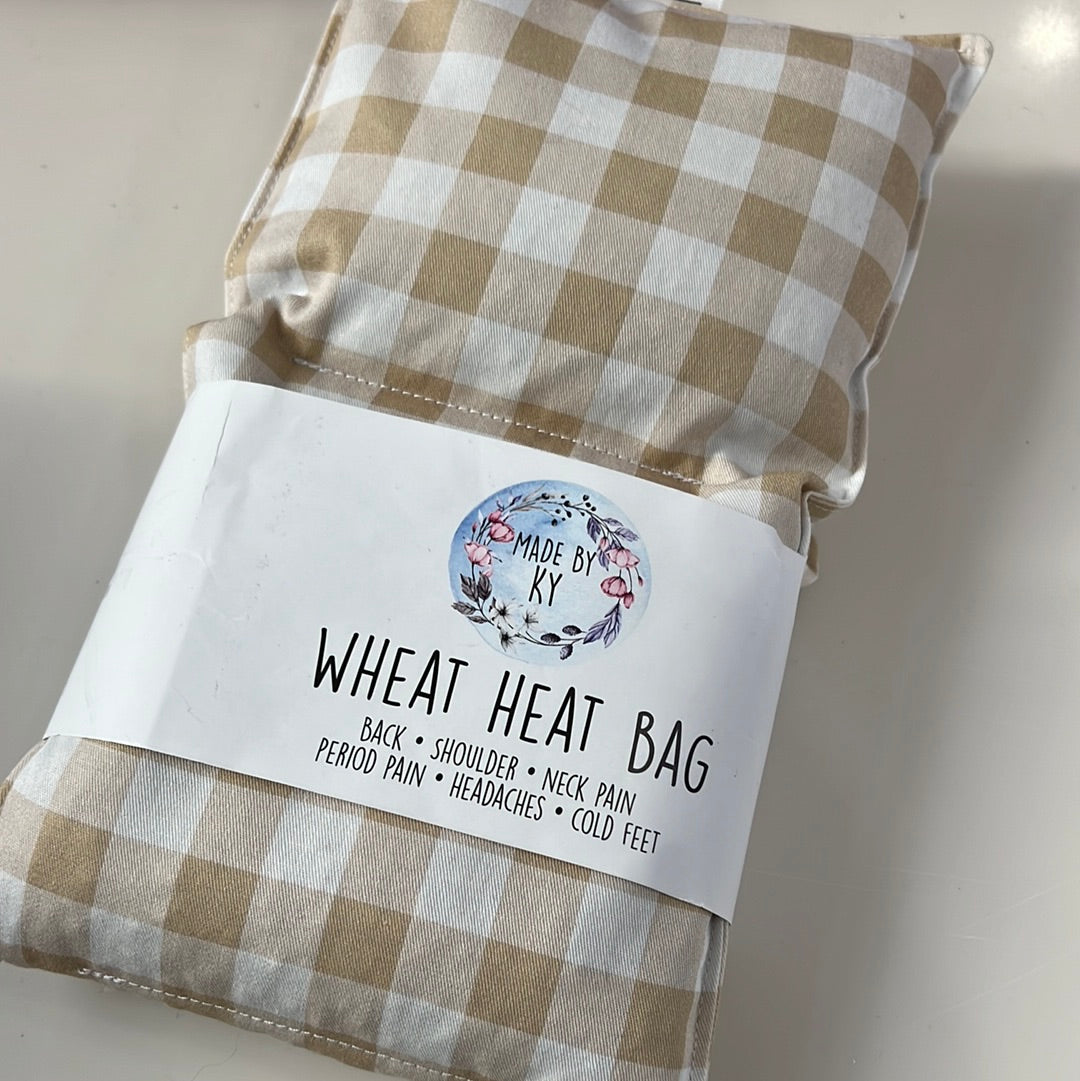 MADE BY
KY
WHEAT HEAT BAG
BACK • SHOULDER • NECK PAIN
PERIOD PAIN • HEADACHES • COLD FEET